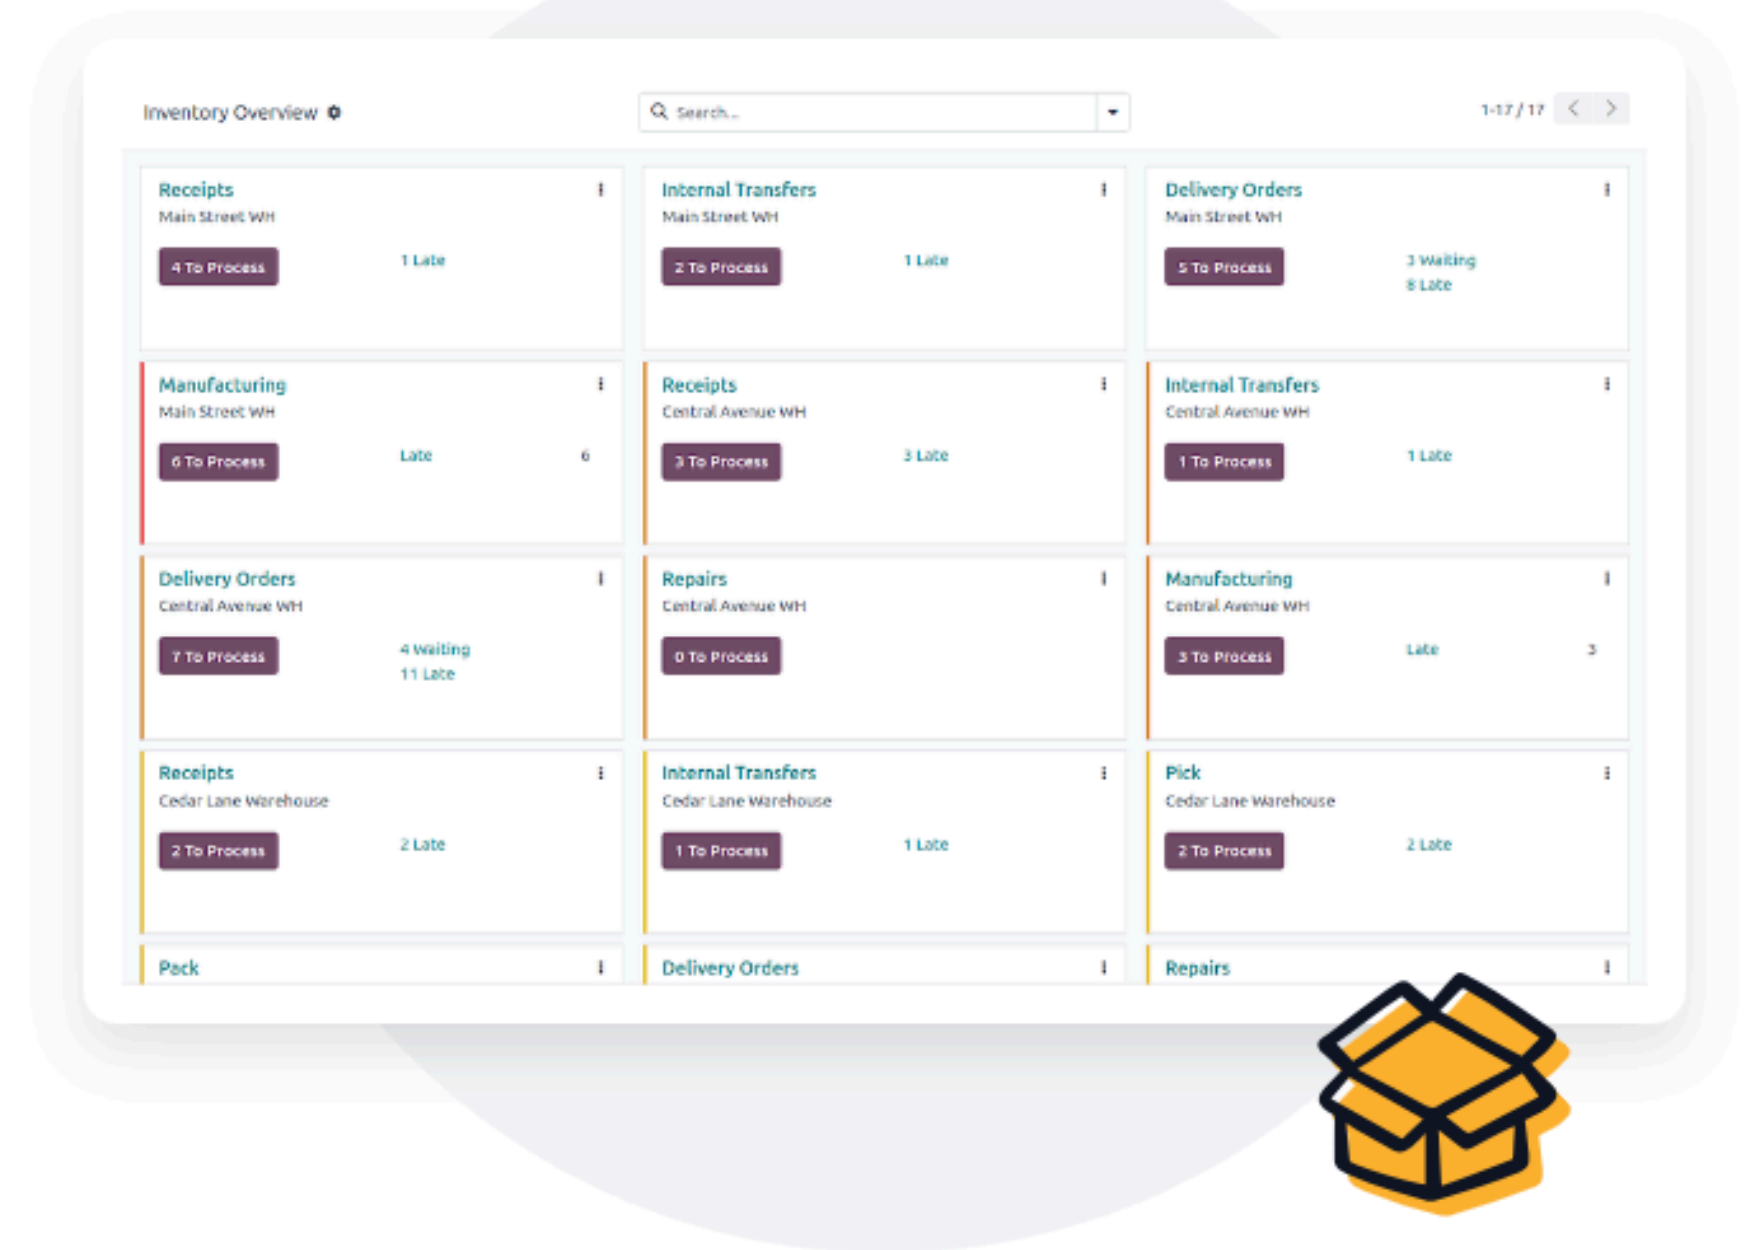 Inventory Overview
Search...
1-17 / 17
Receipts
Main Street WH
4 To Process
1 Late
Internal Transfers
Main Street WH
2 To Process
1 Late
Delivery Orders
Main Street WH
5 To Process
3 Waiting
8 Late
Manufacturing
Main Street WH
6 To Process
Late 6
Receipts
Central Avenue WH
3 To Process
3 Late
Internal Transfers
Central Avenue WH
1 To Process
1 Late
Delivery Orders
Central Avenue WH
7 To Process
4 Waiting
11 Late
Repairs
Central Avenue WH
0 To Process
Manufacturing
Central Avenue WH
3 To Process
Late 3
Receipts
Cedar Lane Warehouse
2 To Process
2 Late
Internal Transfers
Cedar Lane Warehouse
1 To Process
1 Late
Pick
Cedar Lane Warehouse
2 To Process
2 Late
Pack
Delivery Orders
Repairs